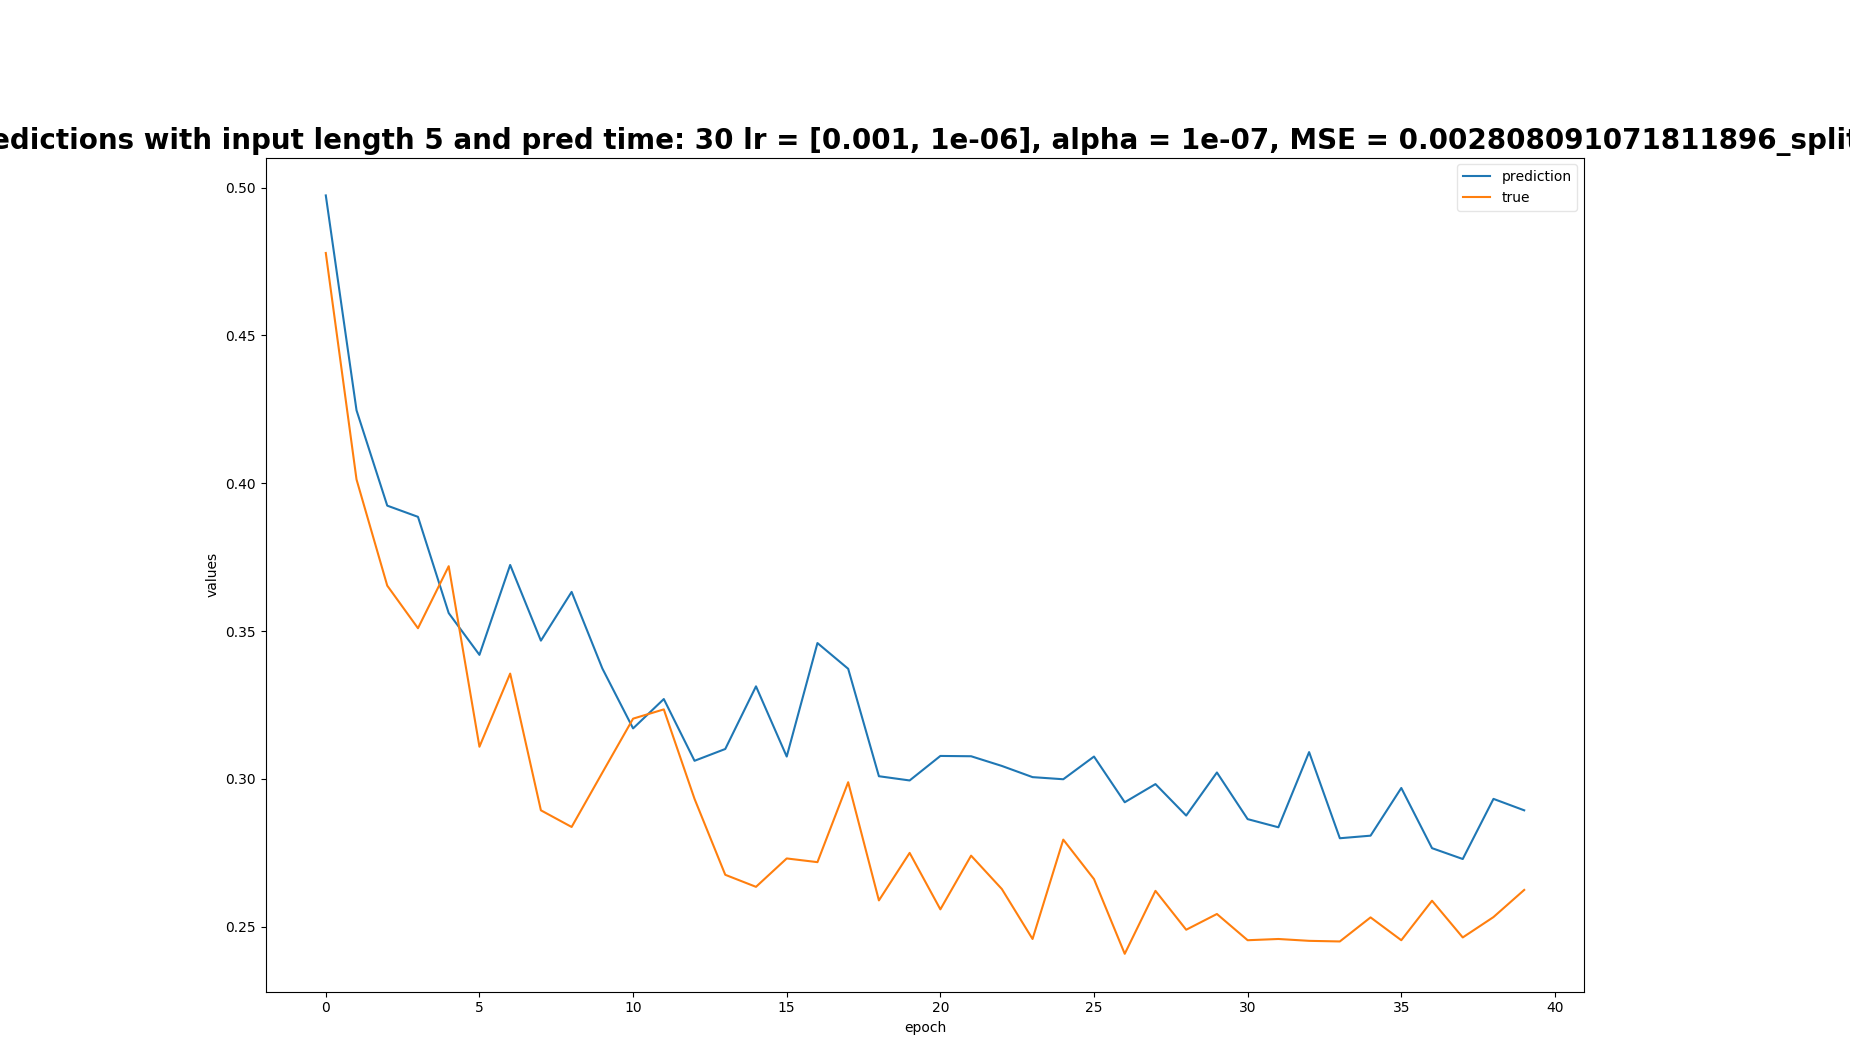 edictions with input length 5 and pred time: 30 lr = [0.001, 1e-06], alpha = 1e-07, MSE = 0.002808091071811896_split
prediction
true
0.50
0.45
0.40
0.35
0.30
0.25
values
0 5 10 15 20 25 30 35 40
epoch